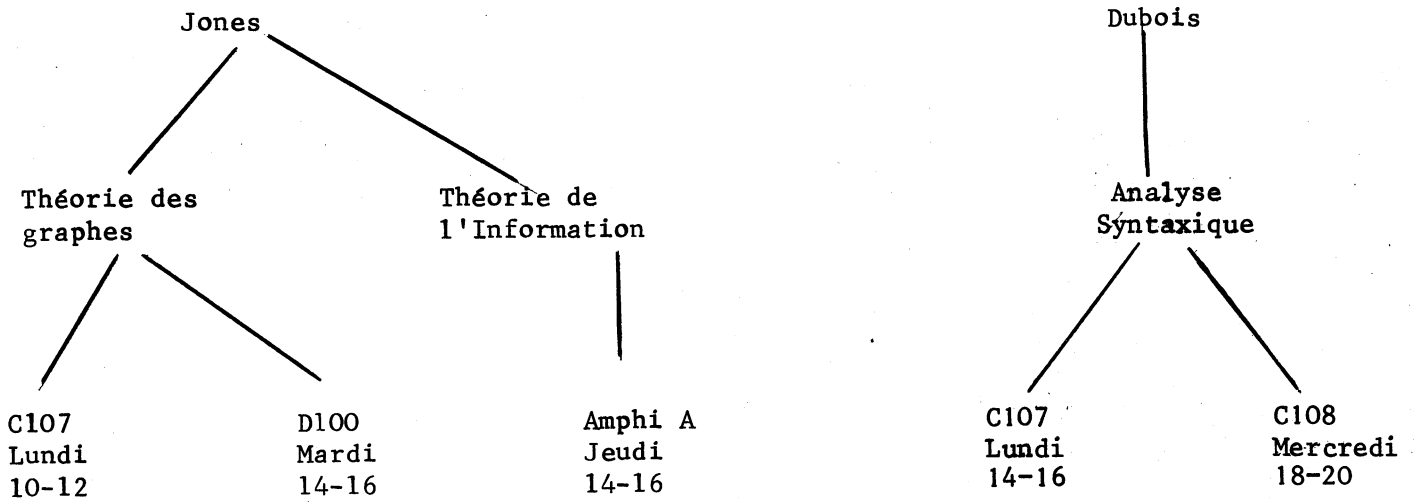 Jones
Dubois
Théorie des
graphes
Théorie de
l'Information
Analyse
Syntaxique
C107
Lundi
10-12
D100
Mardi
14-16
Amphi A
Jeudi
14-16
C107
Lundi
14-16
C108
Mercredi
18-20